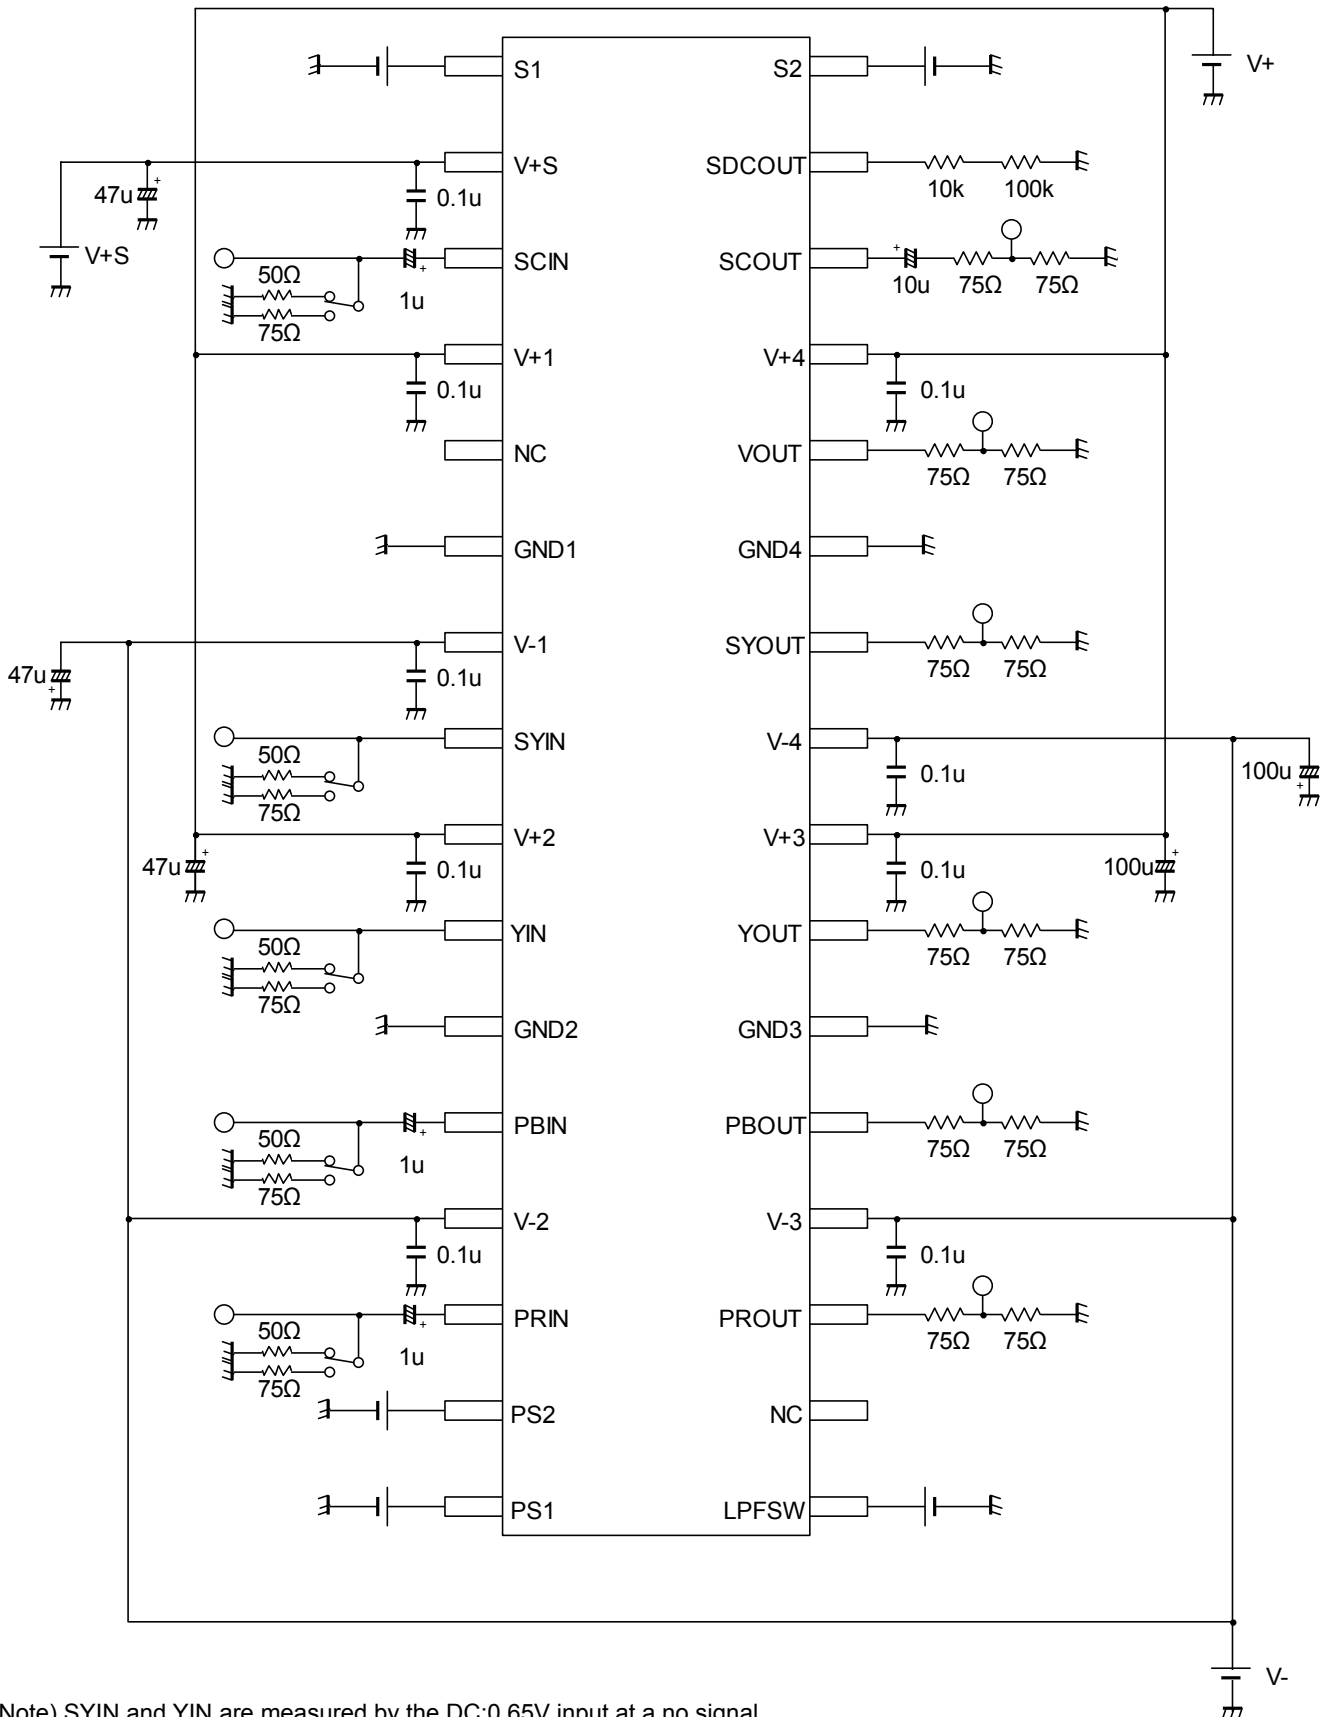 V+
S1
S2
V+S
SDCOUT
47u
+
0.1u
10k
100k
V+S
SCIN
SCOUT
+
50Ω
+
1u
10u
75Ω
75Ω
75Ω
V+1
V+4
0.1u
0.1u
NC
VOUT
75Ω
75Ω
GND1
GND4
V-1
SYOUT
47u
+
0.1u
75Ω
75Ω
SYIN
V-4
50Ω
75Ω
0.1u
100u
+
V+2
V+3
47u
+
0.1u
0.1u
100u
+
YIN
YOUT
50Ω
75Ω
75Ω
75Ω
GND2
GND3
PBIN
PBOUT
50Ω
+
1u
75Ω
75Ω
75Ω
V-2
V-3
0.1u
0.1u
PRIN
PROUT
50Ω
+
1u
75Ω
75Ω
75Ω
PS2
NC
PS1
LPFSW
V-
Note) SYIN and YIN are measured by the DC:0.65V input at a no signal